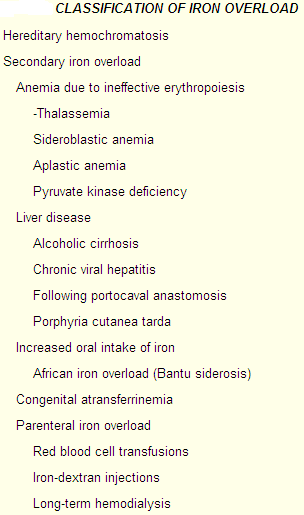 CLASSIFICATION OF IRON OVERLOAD
Hereditary hemochromatosis
Secondary iron overload
Anemia due to ineffective erythropoiesis
-Thalassemia
Sideroblastic anemia
Aplastic anemia
Pyruvate kinase deficiency
Liver disease
Alcoholic cirrhosis
Chronic viral hepatitis
Following portocaval anastomosis
Porphyria cutanea tarda
Increased oral intake of iron
African iron overload (Bantu siderosis)
Congenital atransferrinemia
Parenteral iron overload
Red blood cell transfusions
Iron-dextran injections
Long-term hemodialysis